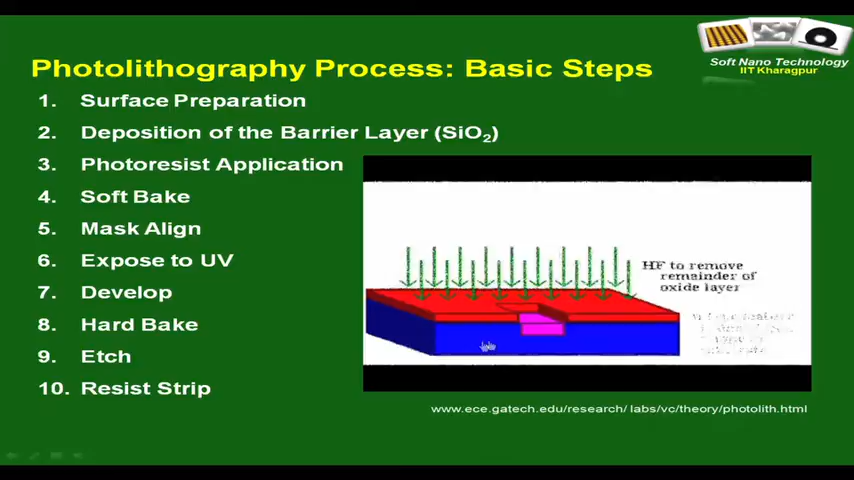 Soft Nano Technology
IIT Kharagpur
Photolithography Process: Basic Steps
1. Surface Preparation
2. Deposition of the Barrier Layer (SiO₂)
3. Photoresist Application
4. Soft Bake
5. Mask Align
6. Expose to UV
7. Develop
8. Hard Bake
9. Etch
10. Resist Strip
HF to remove
remainder of
oxide layer
www.ece.gatech.edu/research/ labs/vc/theory/photolith.html